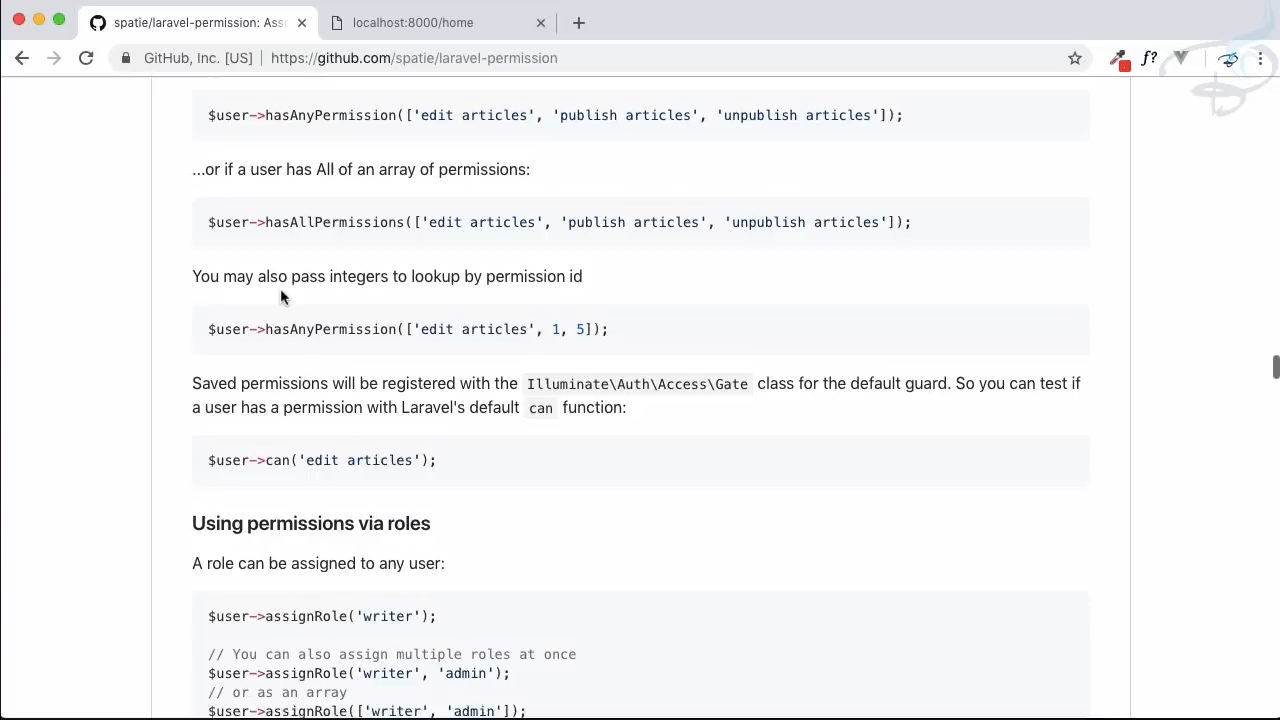 spatie/laravel-permission: Asso
localhost:8000/home
GitHub, Inc. [US]
https://github.com/spatie/laravel-permission
f?
$user->hasAnyPermission(['edit articles', 'publish articles', 'unpublish articles']);
...or if a user has All of an array of permissions:
$user->hasAllPermissions(['edit articles', 'publish articles', 'unpublish articles']);
You may also pass integers to lookup by permission id
$user->hasAnyPermission(['edit articles', 1, 5]);
Saved permissions will be registered with the Illuminate\Auth\Access\Gate class for the default guard. So you can test if
a user has a permission with Laravel's default can function:
$user->can('edit articles');
Using permissions via roles
A role can be assigned to any user:
$user->assignRole('writer');
// You can also assign multiple roles at once
$user->assignRole('writer', 'admin');
// or as an array
$user->assignRole(['writer', 'admin']);